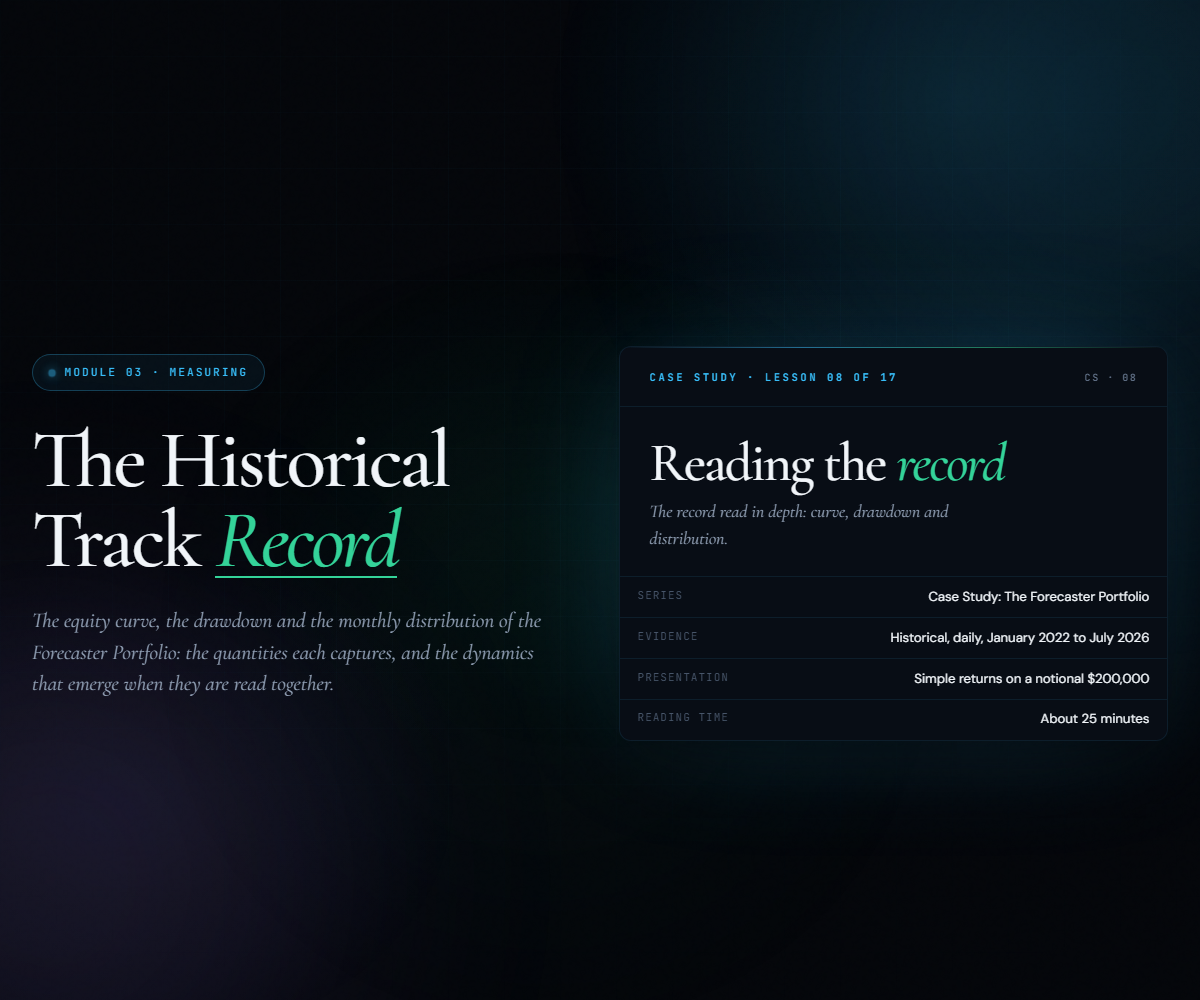 MODULE 03 · MEASURING
The Historical
Track Record
The equity curve, the drawdown and the monthly distribution of the
Forecaster Portfolio: the quantities each captures, and the dynamics
that emerge when they are read together.
CASE STUDY · LESSON 08 OF 17
CS · 08
Reading the record
The record read in depth: curve, drawdown and
distribution.
SERIES
Case Study: The Forecaster Portfolio
EVIDENCE
Historical, daily, January 2022 to July 2026
PRESENTATION
Simple returns on a notional $200,000
READING TIME
About 25 minutes